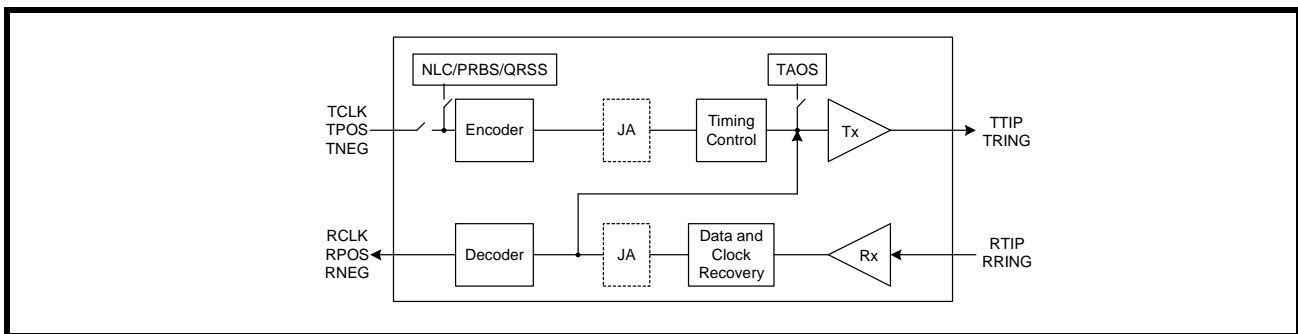 NLC/PRBS/QRSS
TAOS
TCLK
TPOS
TNEG
Encoder
JA
Timing
Control
Tx
TTIP
TRING
RCLK
RPOS
RNEG
Decoder
JA
Data and
Clock
Recovery
Rx
RTIP
RRING